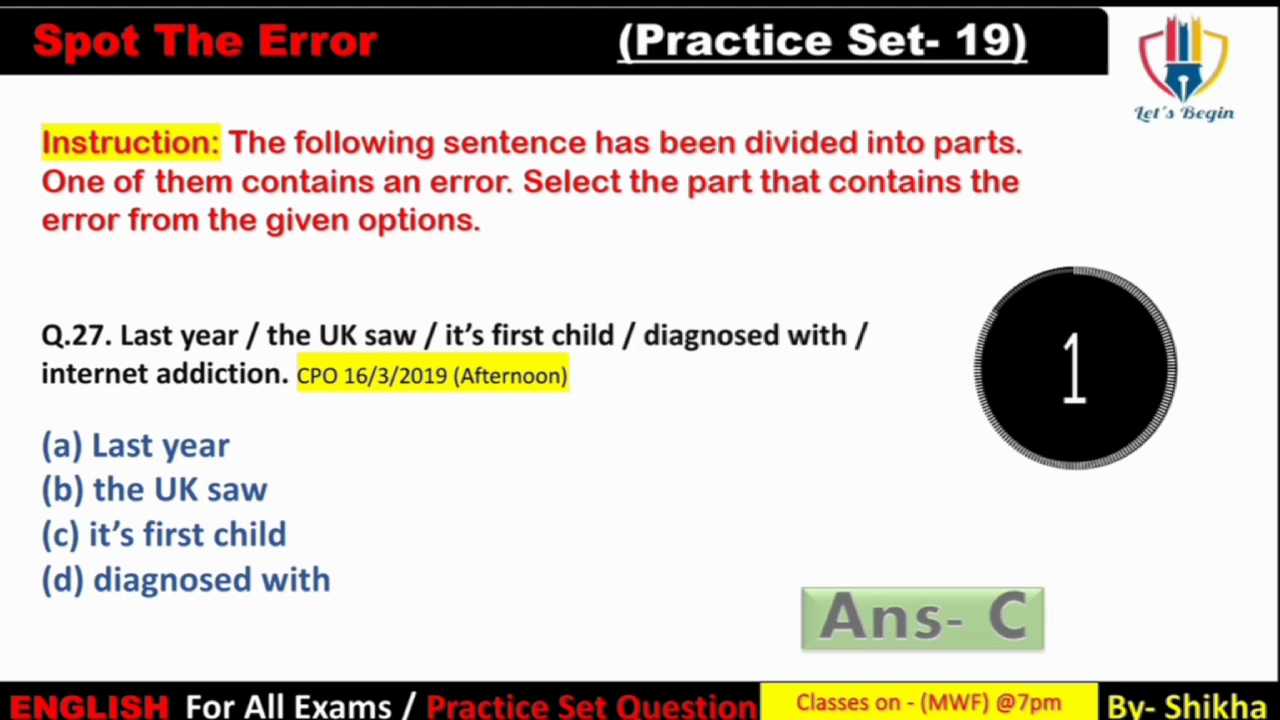 Spot The Error
(Practice Set- 19)
Let's Begin
Instruction: The following sentence has been divided into parts.
One of them contains an error. Select the part that contains the
error from the given options.
Q.27. Last year / the UK saw / it’s first child / diagnosed with /
internet addiction. CPO 16/3/2019 (Afternoon)
1
(a) Last year
(b) the UK saw
(c) it’s first child
(d) diagnosed with
Ans- C
ENGLISH For All Exams / Practice Set Question
Classes on - (MWF) @7pm
By- Shikha